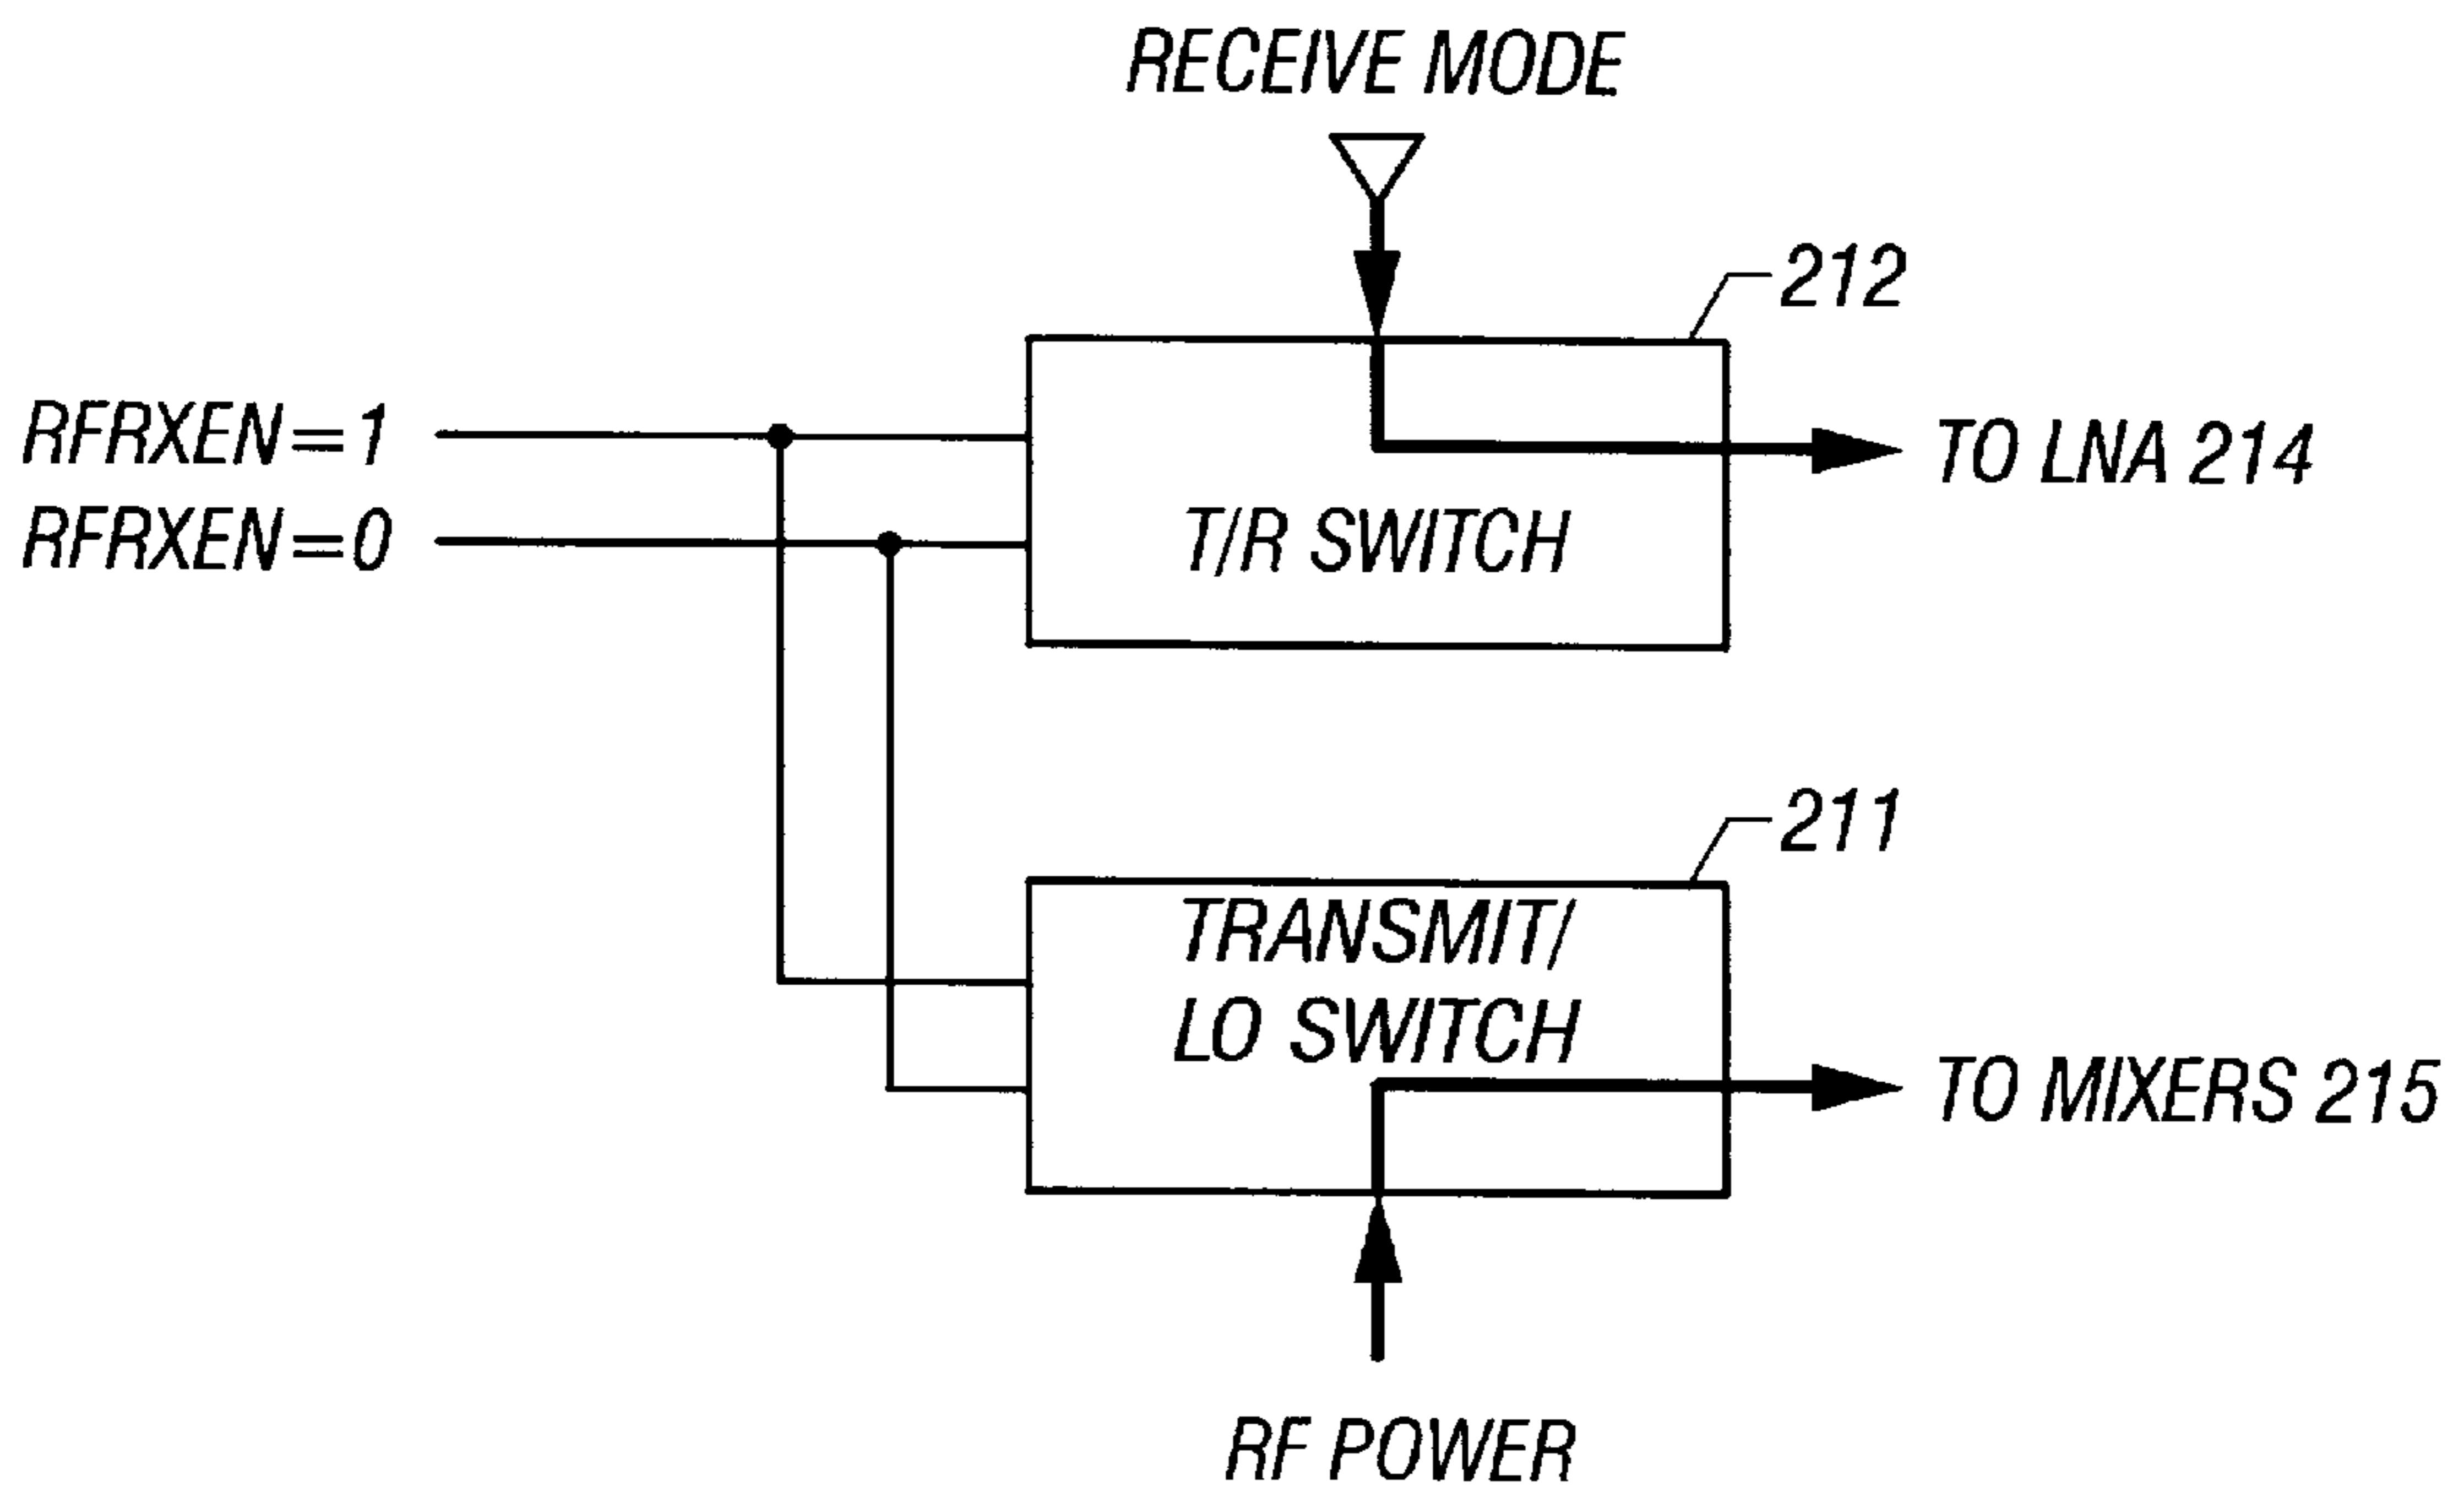 RECEIVE MODE
212
RFRXEN=1
TO LNA 214
RFRXEN=0
T/R SWITCH
211
TRANSMIT/
LO SWITCH
TO MIXERS 215
RF POWER